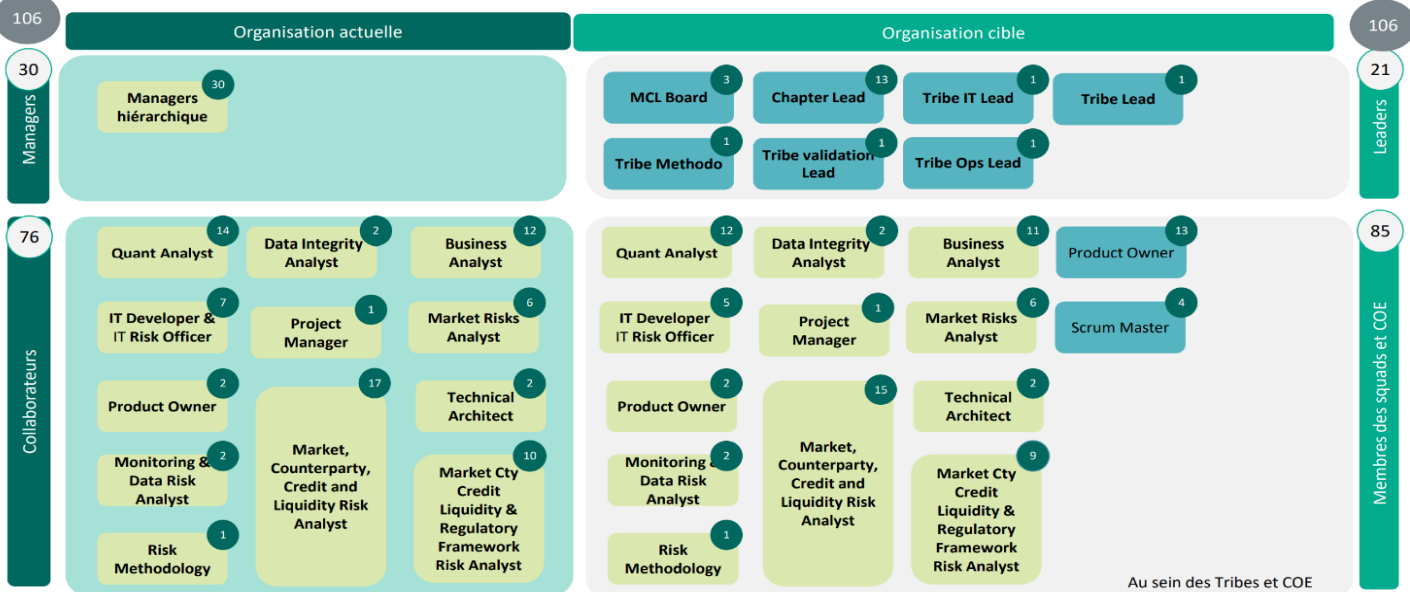 106
Organisation actuelle
Organisation cible
106
30
Managers
30
Managers
hiérarchique
3
MCL Board
13
Chapter Lead
1
Tribe IT Lead
1
Tribe Lead
1
Tribe Methodo
1
Tribe validation
Lead
1
Tribe Ops Lead
21
Leaders
76
Collaborateurs
14
Quant Analyst
2
Data Integrity
Analyst
12
Business
Analyst
7
IT Developer &
IT Risk Officer
1
Project
Manager
6
Market Risks
Analyst
2
Product Owner
17
Market,
Counterparty,
Credit and
Liquidity Risk
Analyst
2
Technical
Architect
2
Monitoring &
Data Risk
Analyst
10
Market Cty
Credit
Liquidity &
Regulatory
Framework
Risk Analyst
1
Risk
Methodology
12
Quant Analyst
2
Data Integrity
Analyst
11
Business
Analyst
13
Product Owner
5
IT Developer
IT Risk Officer
1
Project
Manager
6
Market Risks
Analyst
4
Scrum Master
2
Product Owner
15
Market,
Counterparty,
Credit and
Liquidity Risk
Analyst
2
Technical
Architect
2
Monitoring &
Data Risk
Analyst
9
Market Cty
Credit
Liquidity &
Regulatory
Framework
Risk Analyst
1
Risk
Methodology
Au sein des Tribes et COE
85
Membres des squads et COE